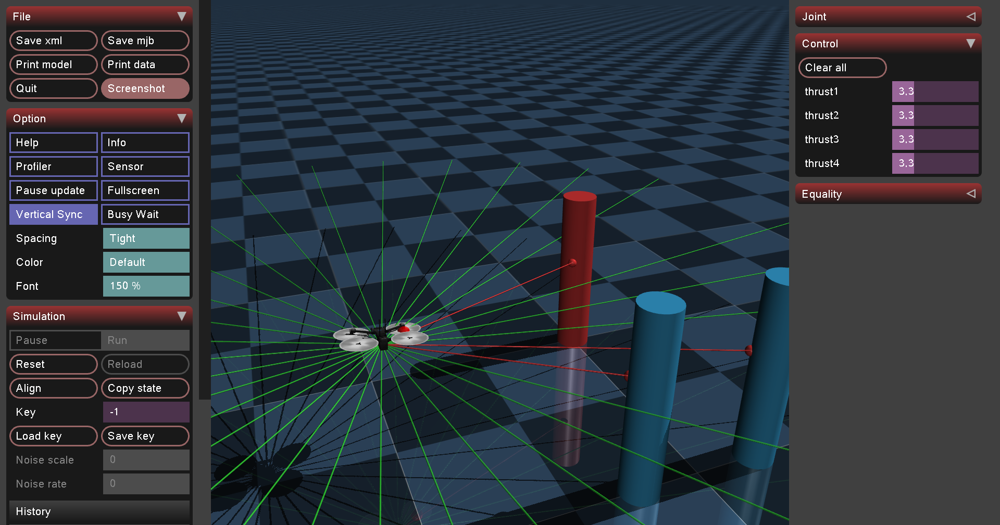 File
Save xml
Save mjb
Print model
Print data
Quit
Screenshot
Option
Help
Info
Profiler
Sensor
Pause update
Fullscreen
Vertical Sync
Busy Wait
Spacing
Tight
Color
Default
Font
150 %
Simulation
Pause
Run
Reset
Reload
Align
Copy state
Key
-1
Load key
Save key
Noise scale
0
Noise rate
0
History
Joint
Control
Clear all
thrust1
3.3
thrust2
3.3
thrust3
3.3
thrust4
3.3
Equality